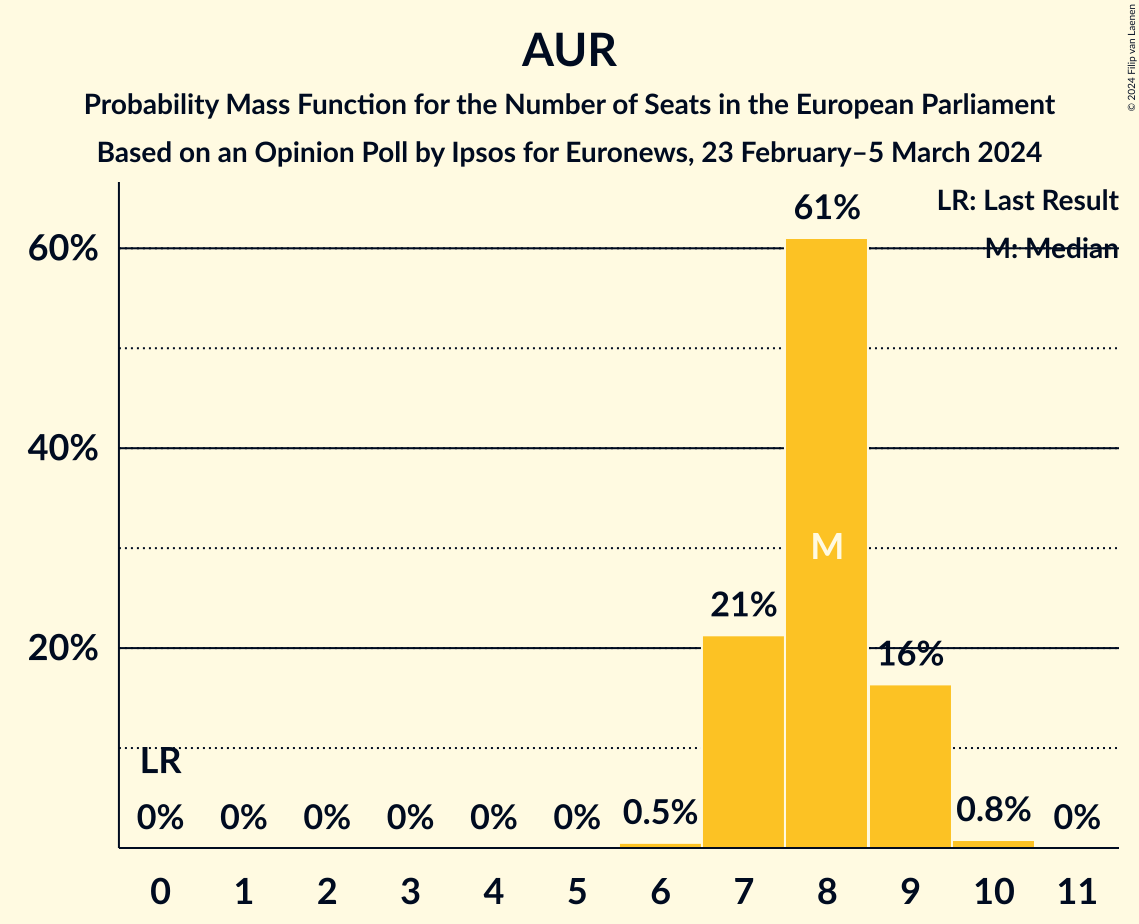 AUR
Probability Mass Function for the Number of Seats in the European Parliament
Based on an Opinion Poll by Ipsos for Euronews, 23 February–5 March 2024
© 2024 Filip van Laenen
LR: Last Result
M: Median
60%
40%
20%
61%
M
21%
16%
LR
0% 0% 0% 0% 0% 0% 0.5% 0.8% 0%
0 1 2 3 4 5 6 7 8 9 10 11